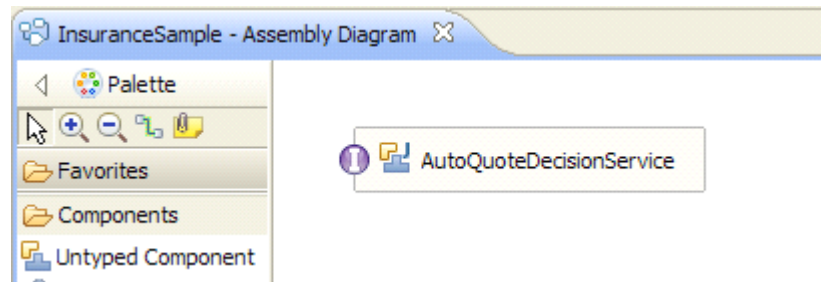 InsuranceSample - Assembly Diagram
Palette
AutoQuoteDecisionService
Favorites
Components
Untyped Component